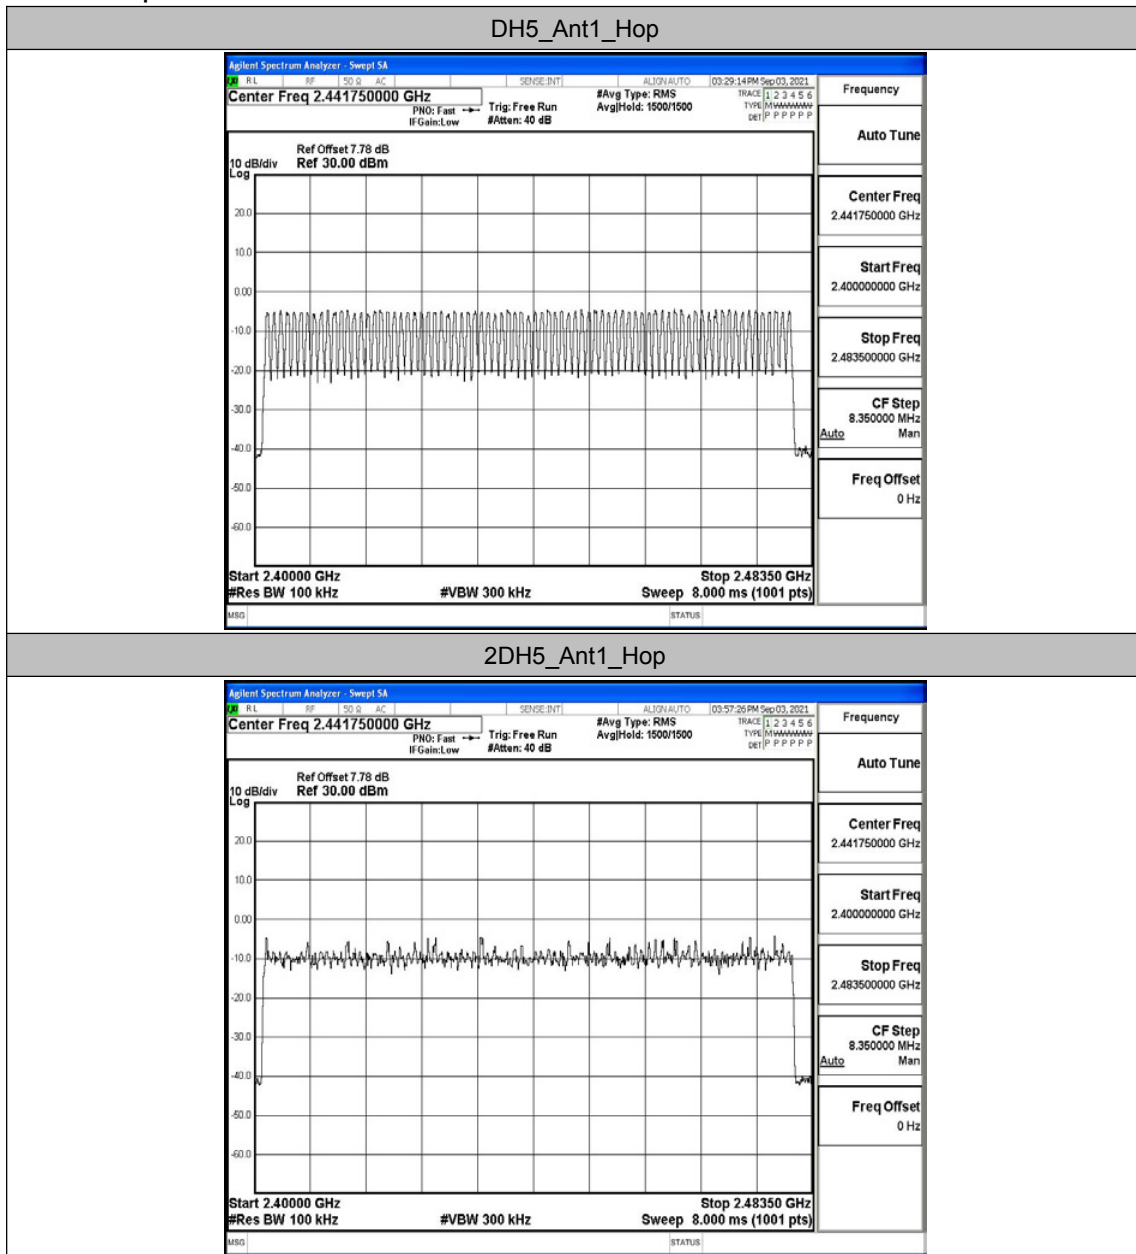 DH5_Ant1_Hop
Agilent Spectrum Analyzer - Swept SA
RL RF 50 Ω AC SENSE:INT ALIGN AUTO 03:29:14 PM Sep 03, 2021
Center Freq 2.441750000 GHz #Avg Type: RMS TRACE 1 2 3 4 5 6 Frequency
PNO: Fast Trig: Free Run Avg|Hold: 1500/1500 TYPE M
IFGain:Low #Atten: 40 dB DET P P P P P P
Auto Tune
Ref Offset 7.78 dB
10 dB/div Ref 30.00 dBm
Log
Center Freq
2.441750000 GHz
20.0
10.0
Start Freq
2.400000000 GHz
0.00
-10.0
Stop Freq
2.483500000 GHz
-20.0
CF Step
8.350000 MHz
Auto Man
-30.0
-40.0
Freq Offset
0 Hz
-50.0
-60.0
Start 2.40000 GHz Stop 2.48350 GHz
#Res BW 100 kHz #VBW 300 kHz Sweep 8.000 ms (1001 pts)
MSG STATUS
2DH5_Ant1_Hop
Agilent Spectrum Analyzer - Swept SA
RL RF 50 Ω AC SENSE:INT ALIGN AUTO 03:57:26 PM Sep 03, 2021
Center Freq 2.441750000 GHz #Avg Type: RMS TRACE 1 2 3 4 5 6 Frequency
PNO: Fast Trig: Free Run Avg|Hold: 1500/1500 TYPE M
IFGain:Low #Atten: 40 dB DET P P P P P P
Auto Tune
Ref Offset 7.78 dB
10 dB/div Ref 30.00 dBm
Log
Center Freq
2.441750000 GHz
20.0
10.0
Start Freq
2.400000000 GHz
0.00
-10.0
Stop Freq
2.483500000 GHz
-20.0
CF Step
8.350000 MHz
Auto Man
-30.0
-40.0
Freq Offset
0 Hz
-50.0
-60.0
Start 2.40000 GHz Stop 2.48350 GHz
#Res BW 100 kHz #VBW 300 kHz Sweep 8.000 ms (1001 pts)
MSG STATUS